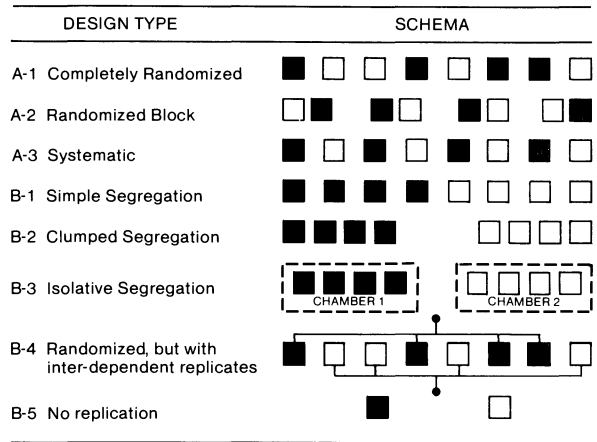 DESIGN TYPE SCHEMA
A-1 Completely Randomized
A-2 Randomized Block
A-3 Systematic
B-1 Simple Segregation
B-2 Clumped Segregation
B-3 Isolative Segregation
CHAMBER 1 CHAMBER 2
B-4 Randomized, but with
inter-dependent replicates
B-5 No replication